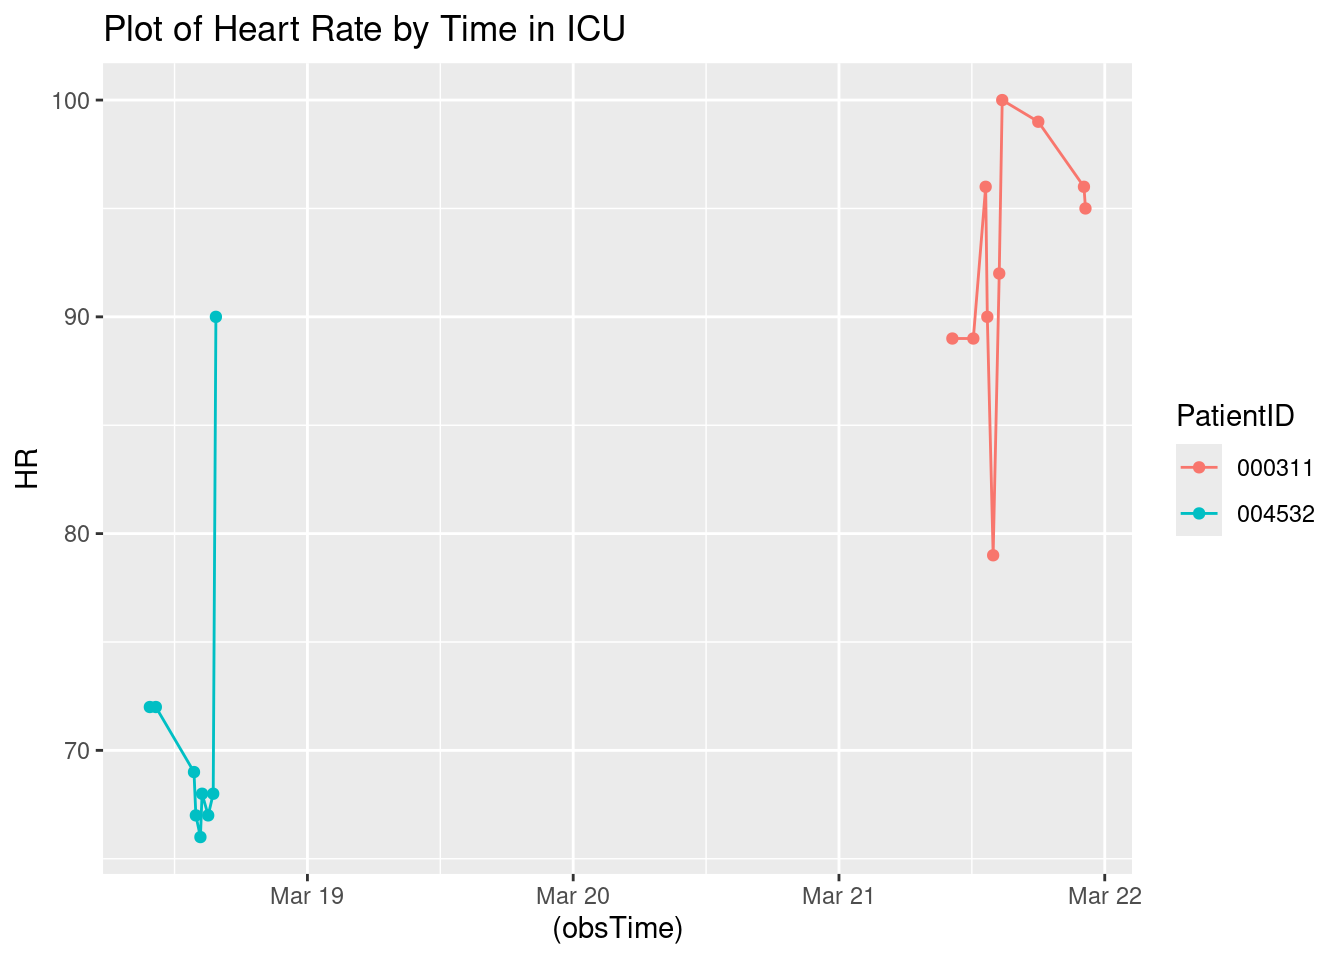 Plot of Heart Rate by Time in ICU
100
90
80
70
HR
Mar 19
Mar 20
Mar 21
Mar 22
(obsTime)
PatientID
000311
004532